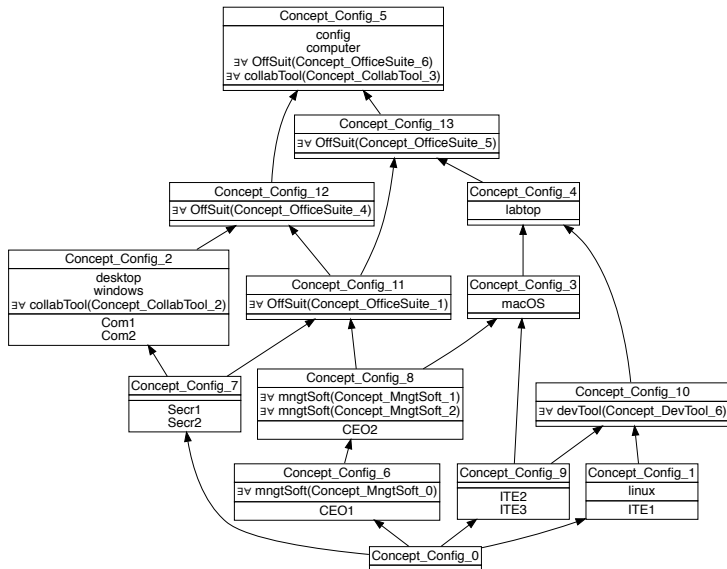 Concept_Config_5
config
computer
∃∀ OffSuit(Concept_OfficeSuite_6)
∃∀ collabTool(Concept_CollabTool_3)
Concept_Config_13
∃∀ OffSuit(Concept_OfficeSuite_5)
Concept_Config_12
∃∀ OffSuit(Concept_OfficeSuite_4)
Concept_Config_4
labtop
Concept_Config_2
desktop
windows
∃∀ collabTool(Concept_CollabTool_2)
Com1
Com2
Concept_Config_11
∃∀ OffSuit(Concept_OfficeSuite_1)
Concept_Config_3
macOS
Concept_Config_7
Secr1
Secr2
Concept_Config_8
∃∀ mngtSoft(Concept_MngtSoft_1)
∃∀ mngtSoft(Concept_MngtSoft_2)
CEO2
Concept_Config_10
∃∀ devTool(Concept_DevTool_6)
Concept_Config_6
∃∀ mngtSoft(Concept_MngtSoft_0)
CEO1
Concept_Config_9
ITE2
ITE3
Concept_Config_1
linux
ITE1
Concept_Config_0